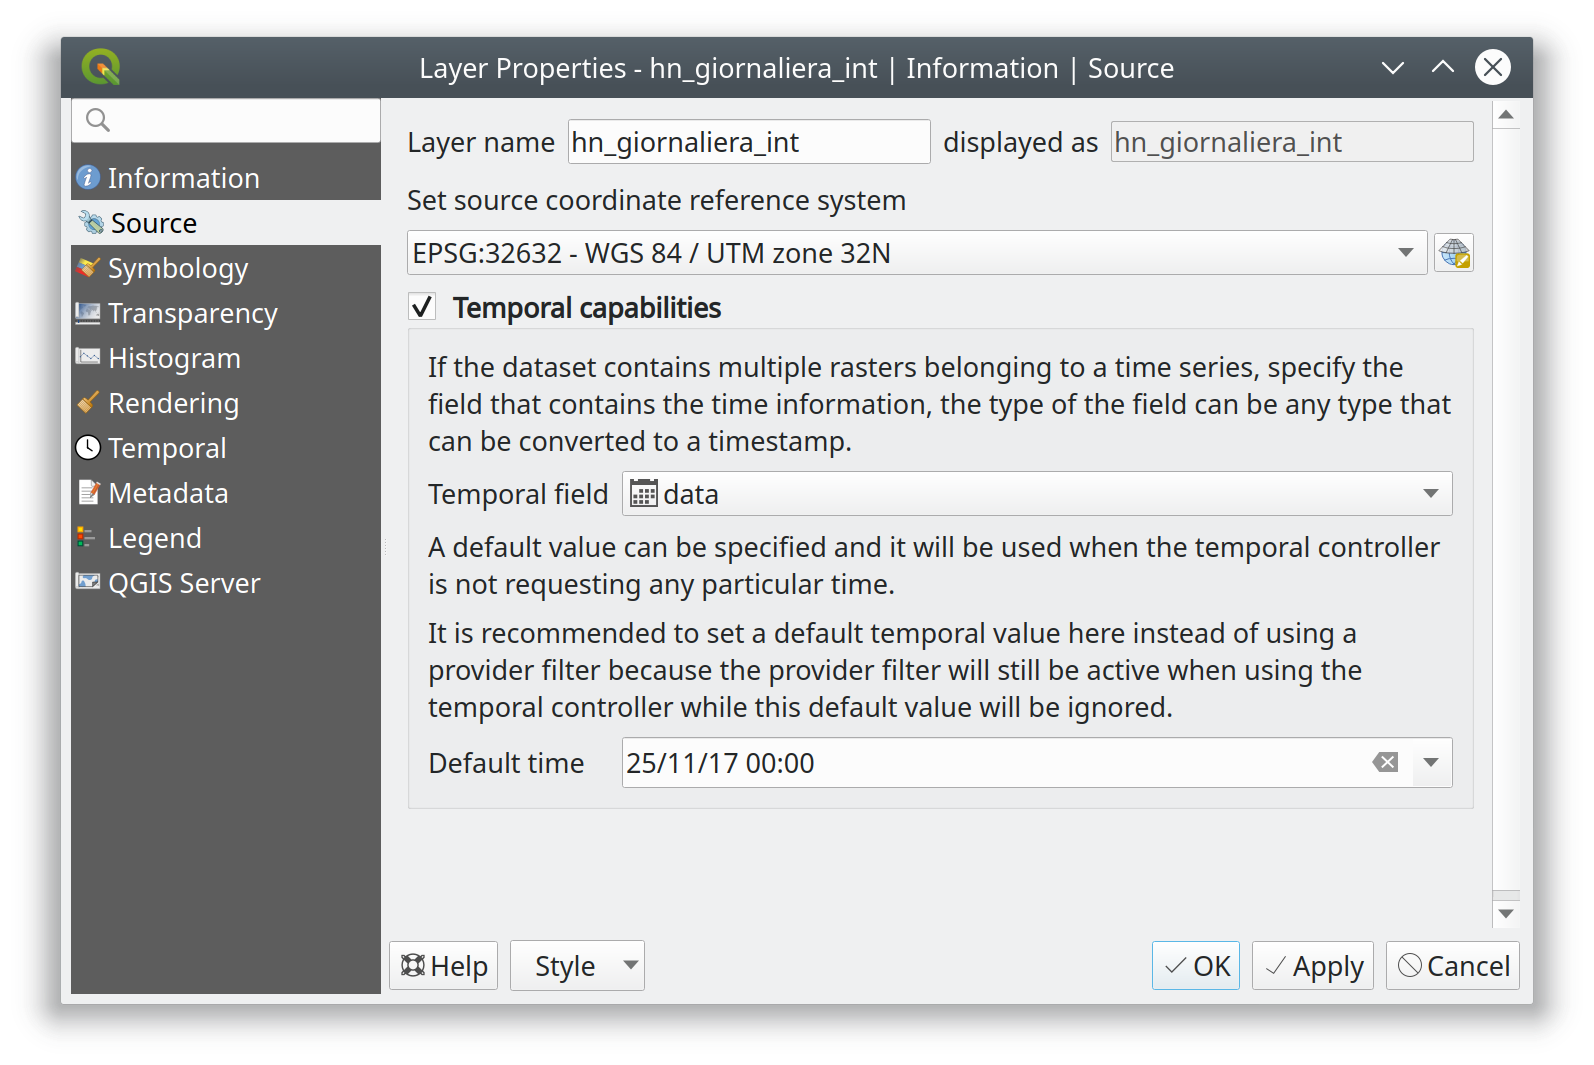 Layer Properties - hn_giornaliera_int | Information | Source
Information
Source
Symbology
Transparency
Histogram
Rendering
Temporal
Metadata
Legend
QGIS Server
Layer name hn_giornaliera_int displayed as hn_giornaliera_int
Set source coordinate reference system
EPSG:32632 - WGS 84 / UTM zone 32N
Temporal capabilities
If the dataset contains multiple rasters belonging to a time series, specify the
field that contains the time information, the type of the field can be any type that
can be converted to a timestamp.
Temporal field data
A default value can be specified and it will be used when the temporal controller
is not requesting any particular time.
It is recommended to set a default temporal value here instead of using a
provider filter because the provider filter will still be active when using the
temporal controller while this default value will be ignored.
Default time 25/11/17 00:00
Help Style OK Apply Cancel